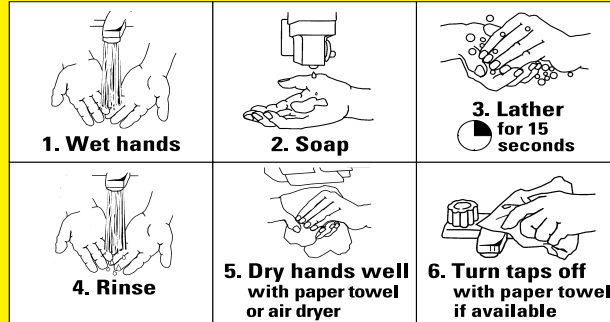 1. Wet hands
2. Soap
3. Lather
for 15
seconds
4. Rinse
5. Dry hands well
with paper towel
or air dryer
6. Turn taps off
with paper towel
if available